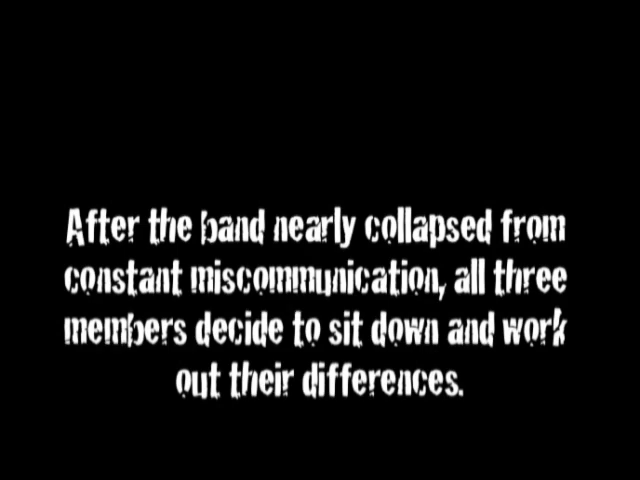 After the band nearly collapsed from
constant miscommunication, all three
members decide to sit down and work
out their differences.